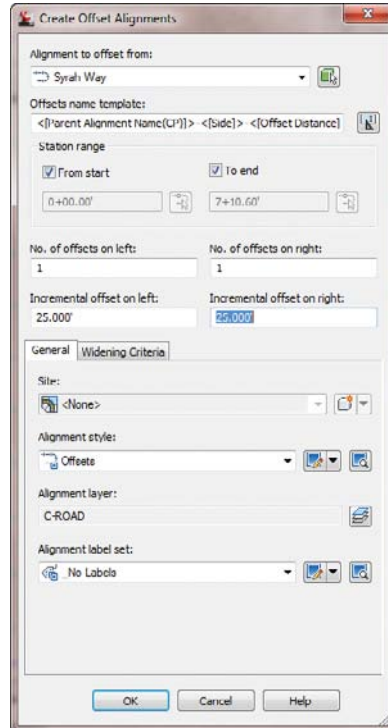 Create Offset Alignments
Alignment to offset from:
Syrah Way
Offsets name template:
<[Parent Alignment Name(CP)]> <[Side]> <[Offset Distance]
Station range
From start To end
0+00.00' 7+10.60'
No. of offsets on left: No. of offsets on right:
1 1
Incremental offset on left: Incremental offset on right:
25.000' 25.000'
General Widening Criteria
Site:
<None>
Alignment style:
Offsets
Alignment layer:
C-ROAD
Alignment label set:
_No Labels
OK Cancel Help